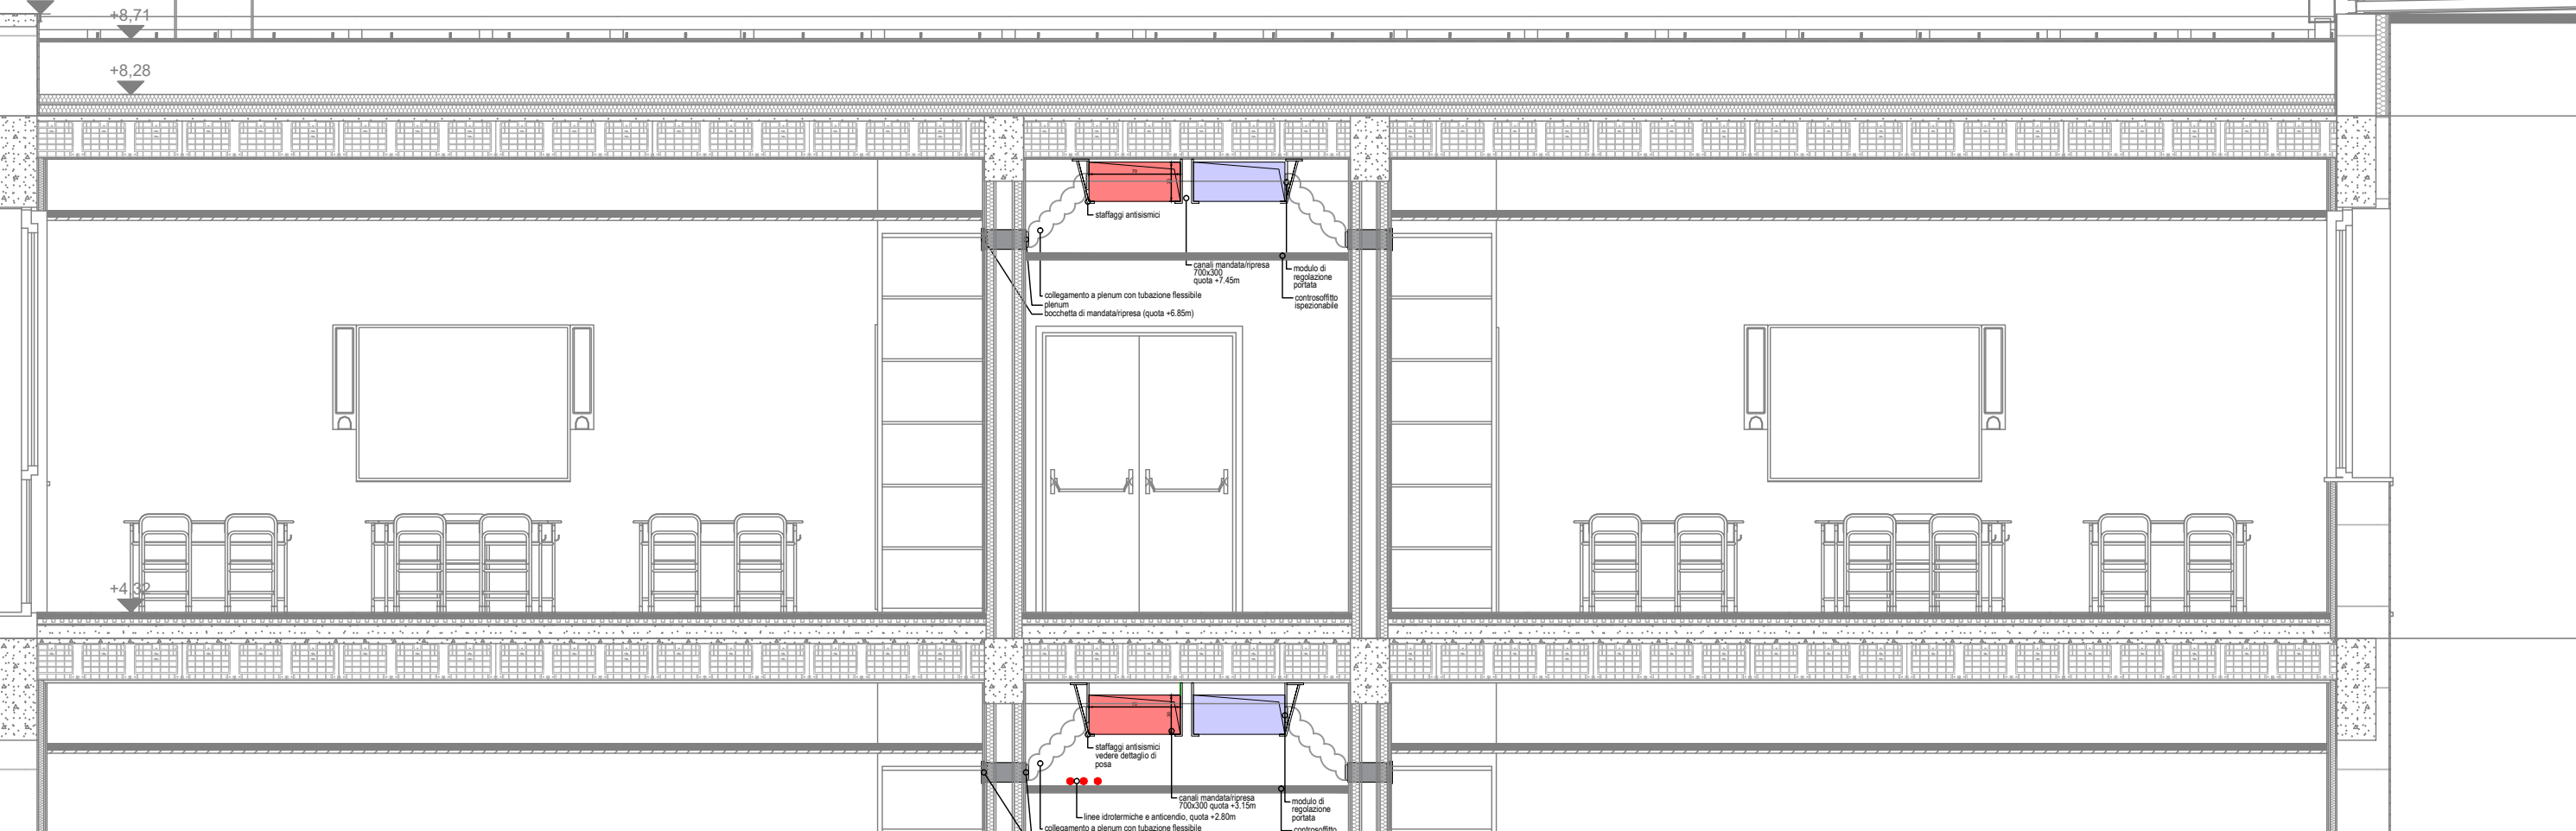 +8,71
+8,28
70
staffaggi antisismici
canali mandata/ripresa
700x300
quota +7.45m
modulo di
regolazione
portata
controsoffitto
ispezionabile
collegamento a plenum con tubazione flessibile
plenum
bocchetta di mandata/ripresa (quota +6.85m)
+4,32
staffaggi antisismici
vedere dettaglio di
posa
canali mandata/ripresa
700x300 quota +3.15m
modulo di
regolazione
portata
linee idrotermiche e anticendio, quota +2.80m
collegamento a plenum con tubazione flessibile
controsoffitto